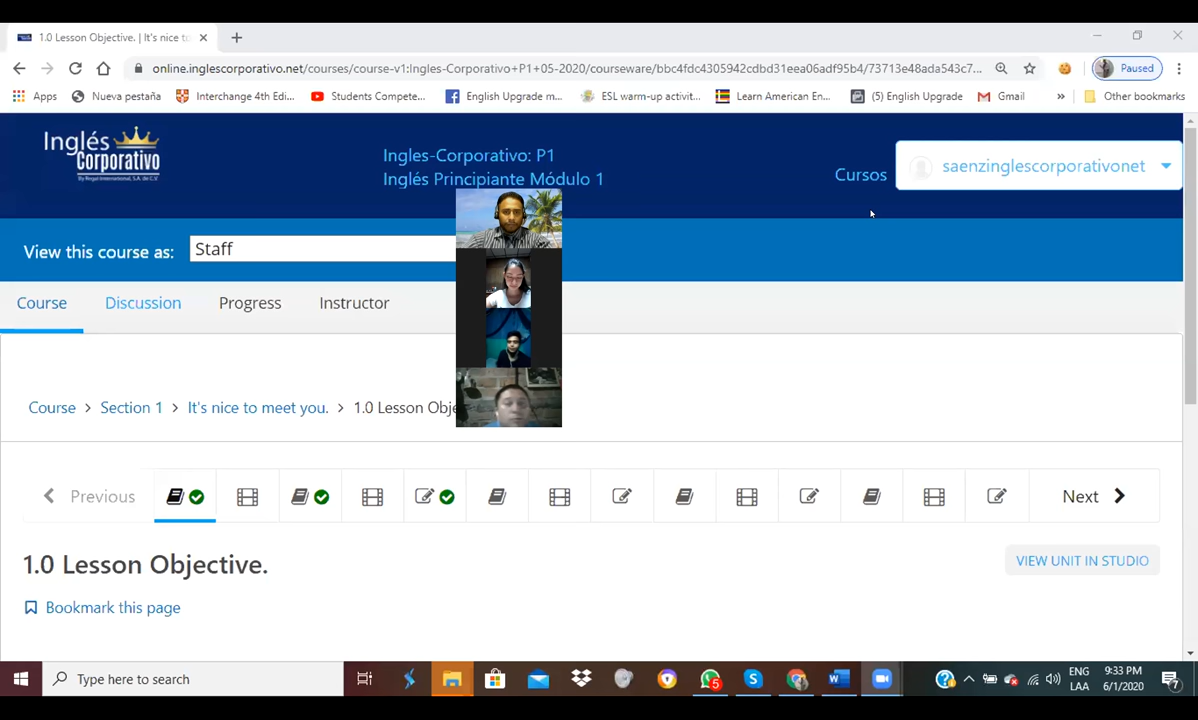 1.0 Lesson Objective. | It's nice to
online.inglescorporativo.net/courses/course-v1:Ingles-Corporativo+P1+05-2020/courseware/bbc4fdc4305942cdbd31eea06adf95b4/73713e48ada543c7...
Paused
Apps
Nueva pestaña
Interchange 4th Edi...
Students Compete...
English Upgrade m...
ESL warm-up activit...
Learn American En...
(5) English Upgrade
Gmail
»
Other bookmarks
Inglés
Corporativo
Ingles-Corporativo: P1
Inglés Principiante Módulo 1
Cursos
saenzinglescorporativonet
View this course as:
Staff
Course
Discussion
Progress
Instructor
Course > Section 1 > It's nice to meet you. > 1.0 Lesson Obje
Previous
Next
1.0 Lesson Objective.
VIEW UNIT IN STUDIO
Bookmark this page
Type here to search
5
ENG
LAA
9:33 PM
6/1/2020
7